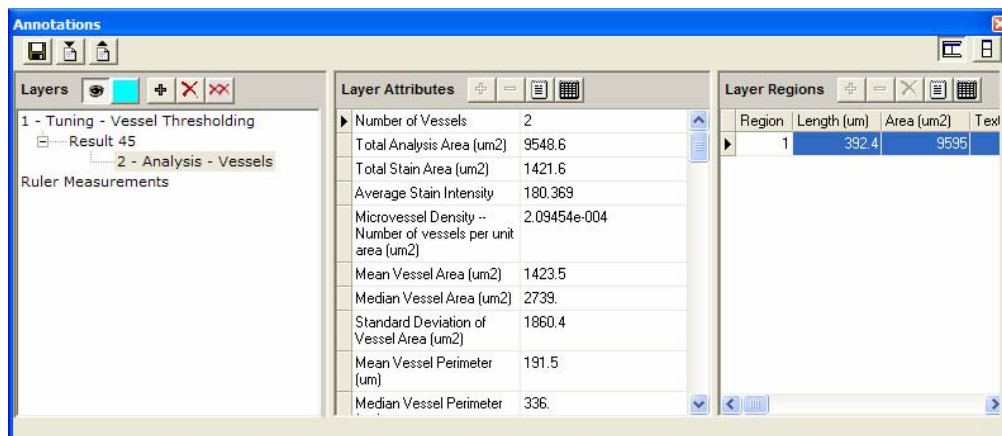 Annotations
Layers
1 - Tuning - Vessel Thresholding
Result 45
2 - Analysis - Vessels
Ruler Measurements
Layer Attributes
Number of Vessels 2
Total Analysis Area (um2) 9548.6
Total Stain Area (um2) 1421.6
Average Stain Intensity 180.369
Microvessel Density -- 2.09454e-004
Number of vessels per unit
area (um2)
Mean Vessel Area (um2) 1423.5
Median Vessel Area (um2) 2739.
Standard Deviation of 1860.4
Vessel Area (um2)
Mean Vessel Perimeter 191.5
(um)
Median Vessel Perimeter 336.
Layer Regions
Region Length (um) Area (um2)
1 392.4 9595